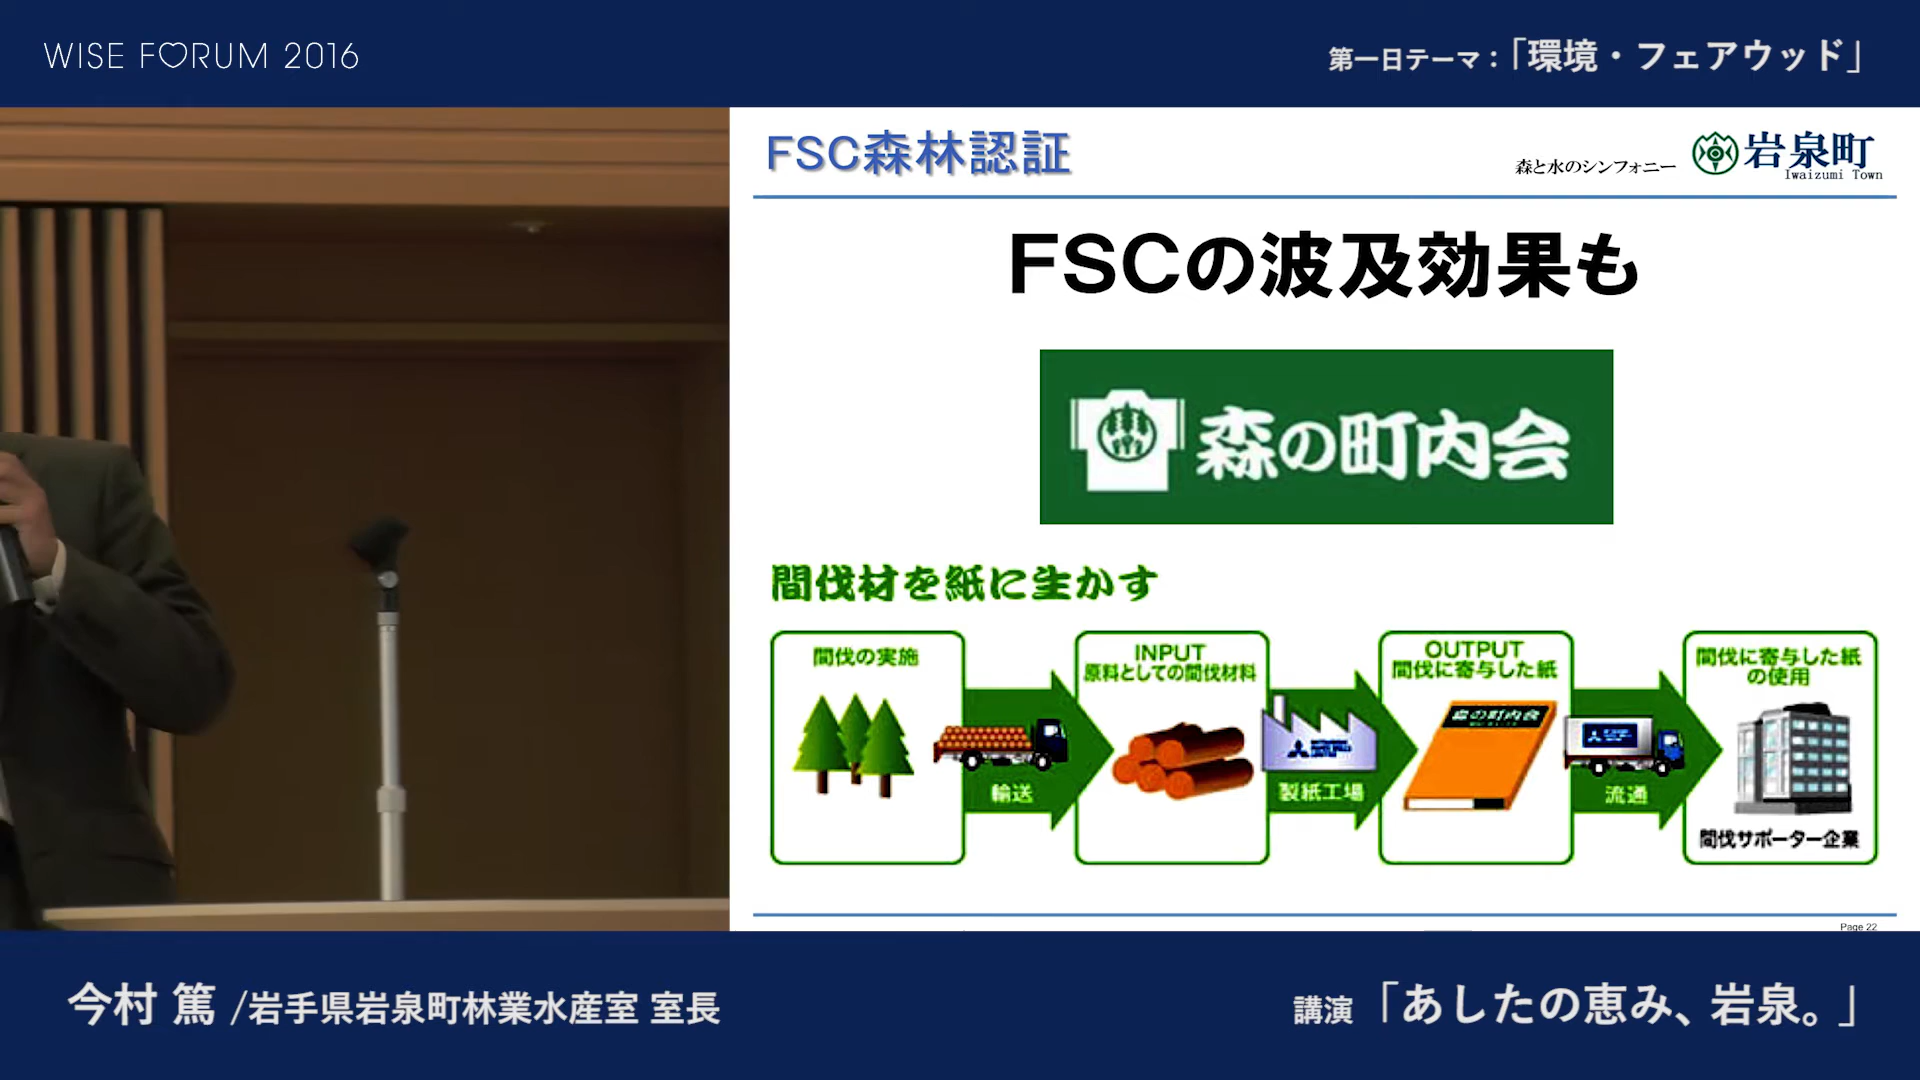 WISE FORUM 2016
第一日テーマ：「環境・フェアウッド」
FSC森林認証
森と水のシンフォニー
岩泉町
Iwaizumi Town
FSCの波及効果も
森の町内会
間伐材を紙に生かす
間伐の実施
輸送
INPUT
原料としての間伐材料
製紙工場
OUTPUT
間伐に寄与した紙
森の町内会
流通
間伐に寄与した紙
の使用
間伐サポーター企業
Page 22
今村 篤 /岩手県岩泉町林業水産室 室長
講演「あしたの恵み、岩泉。」